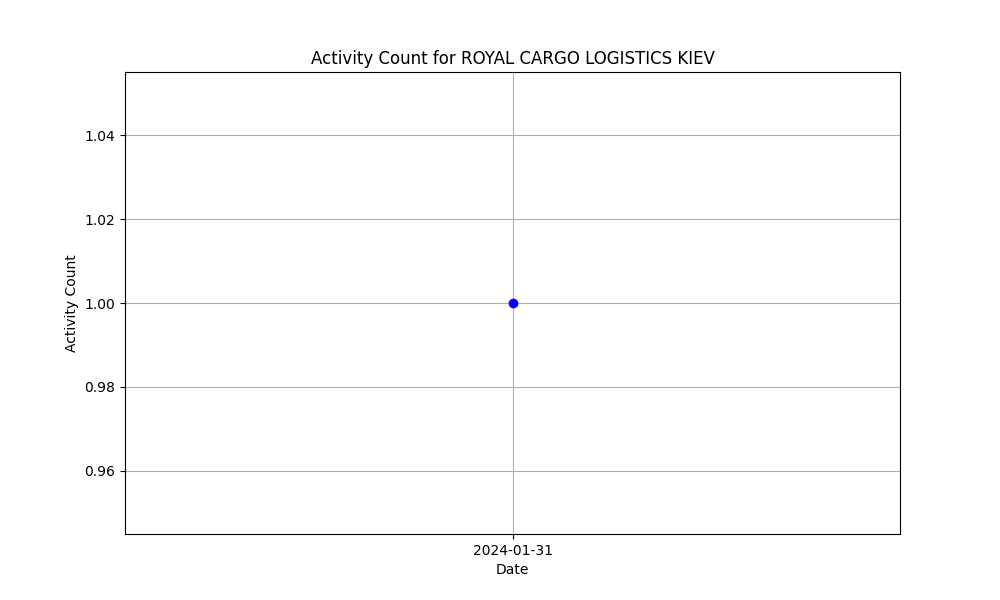 Activity Count for ROYAL CARGO LOGISTICS KIEV
1.04
1.02
1.00
0.98
0.96
Activity Count
2024-01-31
Date